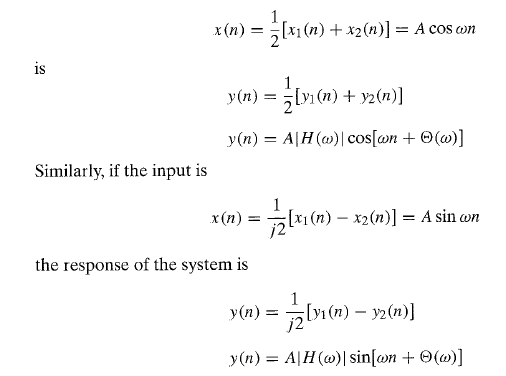 x(n) = 1/2[x₁(n) + x₂(n)] = A cos ωn
is
y(n) = 1/2[y₁(n) + y₂(n)]
y(n) = A|H(ω)| cos[ωn + Θ(ω)]
Similarly, if the input is
x(n) = 1/j2[x₁(n) − x₂(n)] = A sin ωn
the response of the system is
y(n) = 1/j2[y₁(n) − y₂(n)]
y(n) = A|H(ω)| sin[ωn + Θ(ω)]